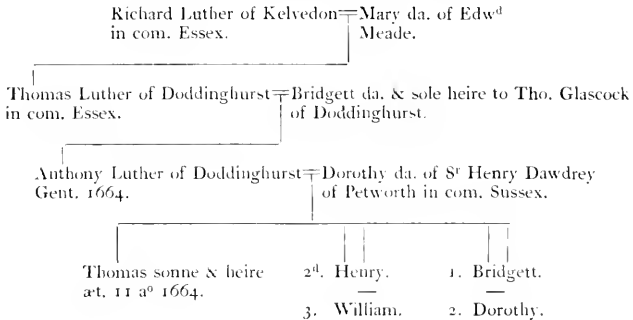 Richard Luther of Kelvedon Mary da. of Edwᵈ
in com. Essex. Meade.
Thomas Luther of Doddinghurst Bridgett da. & sole heire to Tho. Glascock
in com. Essex. of Doddinghurst.
Anthony Luther of Doddinghurst Dorothy da. of Sʳ Henry Dawdrey
Gent. 1664. of Petworth in com. Sussex.
Thomas sonne & heire 2ᵈ. Henry. 1. Bridgett.
æt. 11 aº 1664. 3. William. 2. Dorothy.